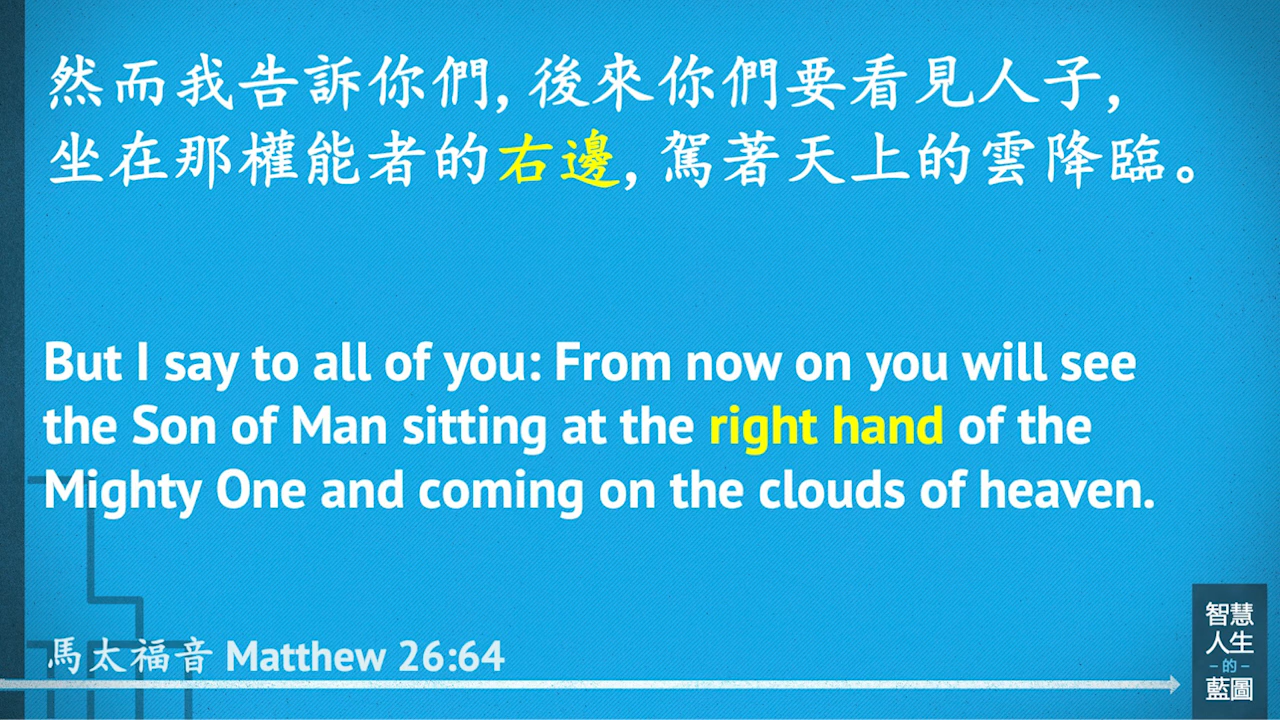 然而我告訴你們, 後來你們要看見人子,
坐在那權能者的右邊, 駕著天上的雲降臨。
But I say to all of you: From now on you will see
the Son of Man sitting at the right hand of the
Mighty One and coming on the clouds of heaven.
馬太福音 Matthew 26:64
智慧
人生
-的-
藍圖